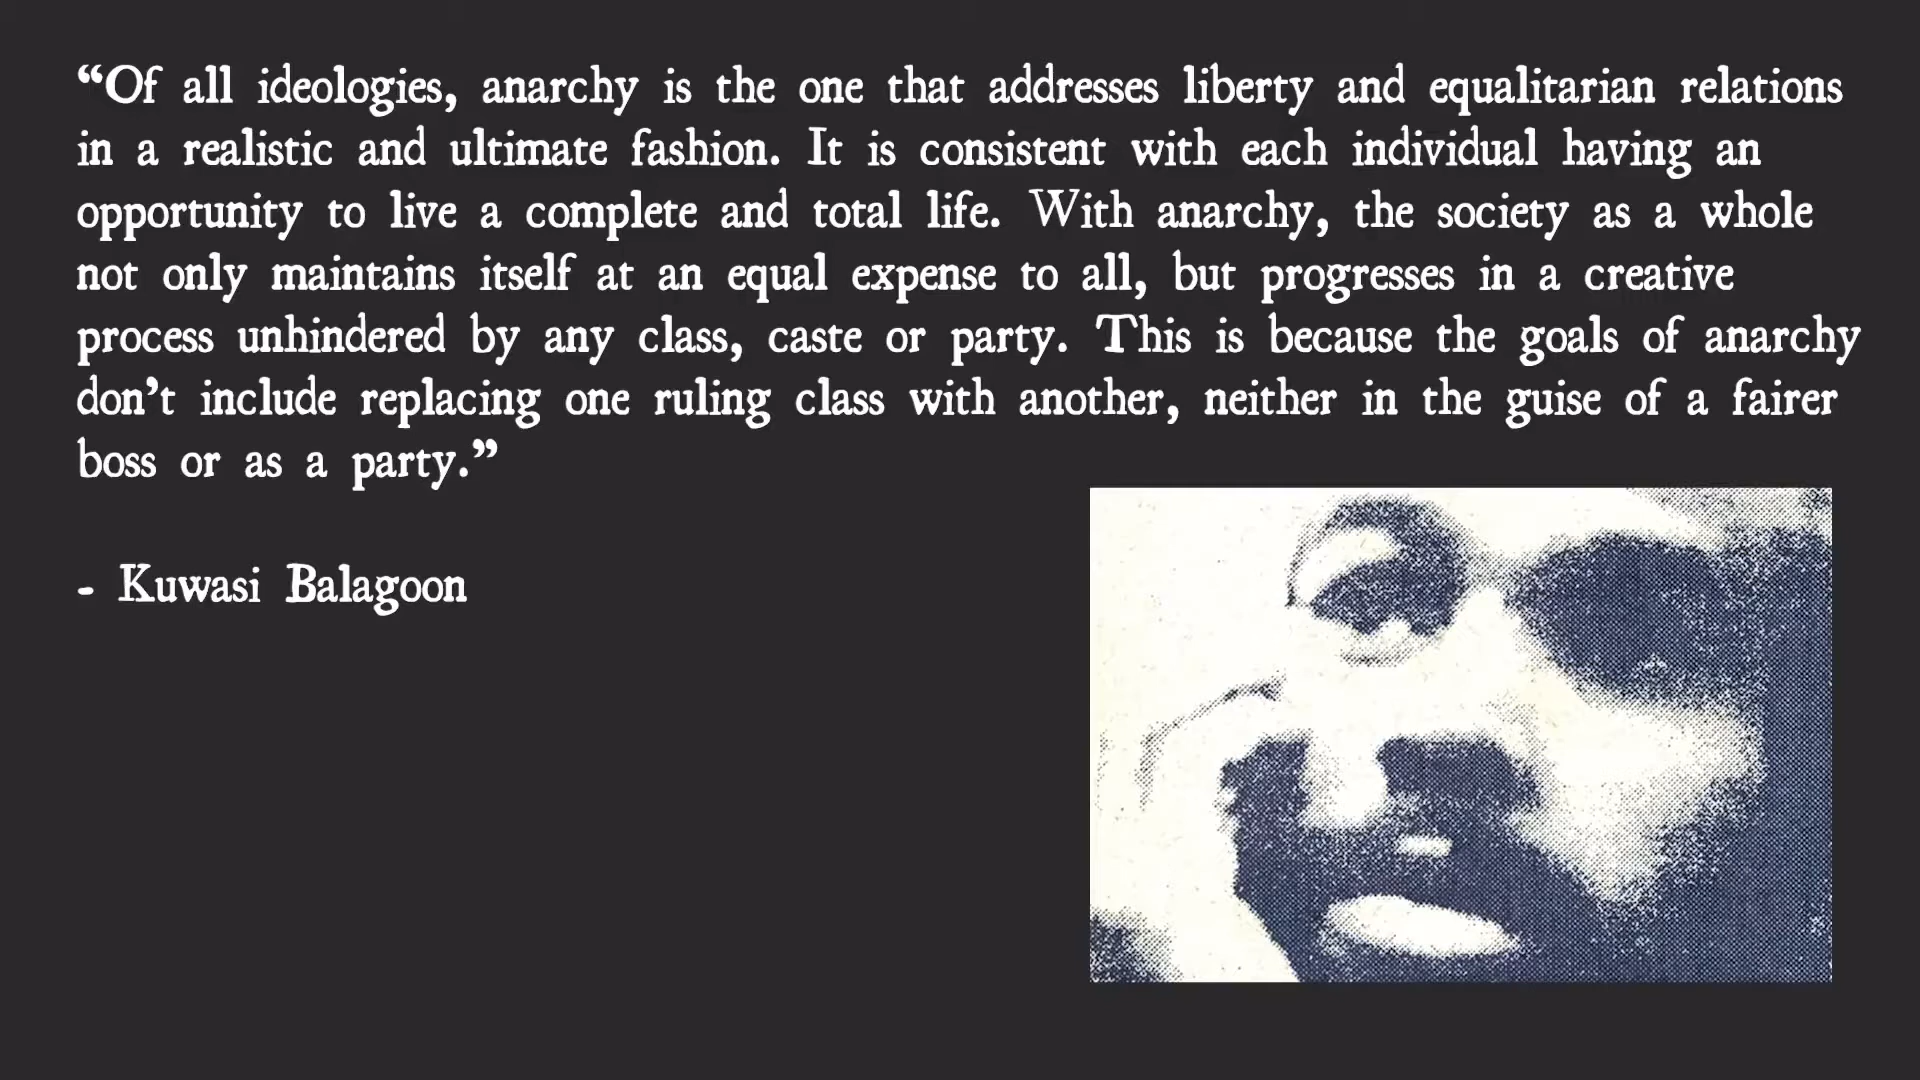 “Of all ideologies, anarchy is the one that addresses liberty and equalitarian relations
in a realistic and ultimate fashion. It is consistent with each individual having an
opportunity to live a complete and total life. With anarchy, the society as a whole
not only maintains itself at an equal expense to all, but progresses in a creative
process unhindered by any class, caste or party. This is because the goals of anarchy
don’t include replacing one ruling class with another, neither in the guise of a fairer
boss or as a party.”
- Kuwasi Balagoon